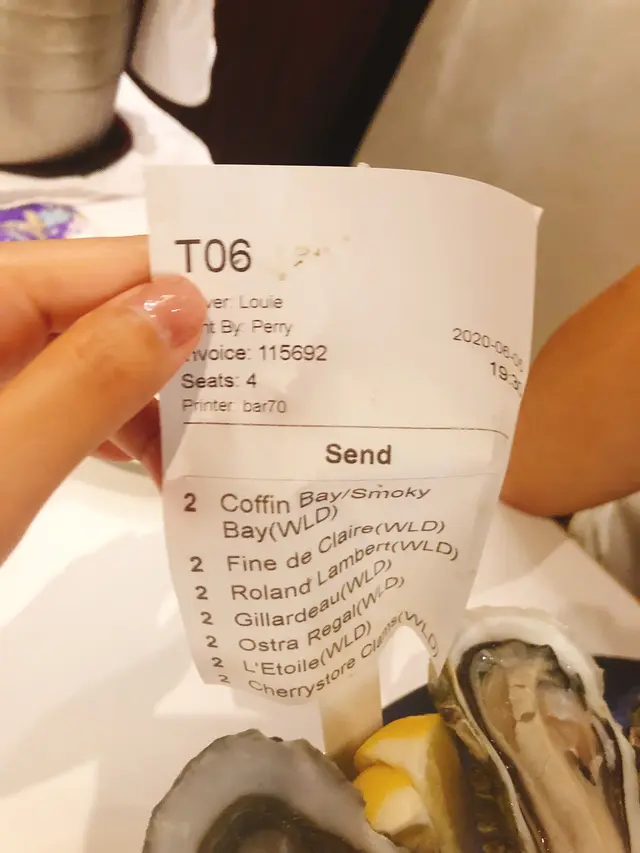 T06
ver: Louie
nt By: Perry
nvoice: 115692
2020-06-0
Seats: 4
19:30
Printer: bar70
Send
2 Coffin Bay/Smoky
Bay(WLD)
2 Fine de Claire(WLD)
2 Roland Lambert(WLD)
2 Gillardeau(WLD)
2 Ostra Regal(WLD)
2 L'Etoile(WLD)
2 Cherrystore Clams(WLD)